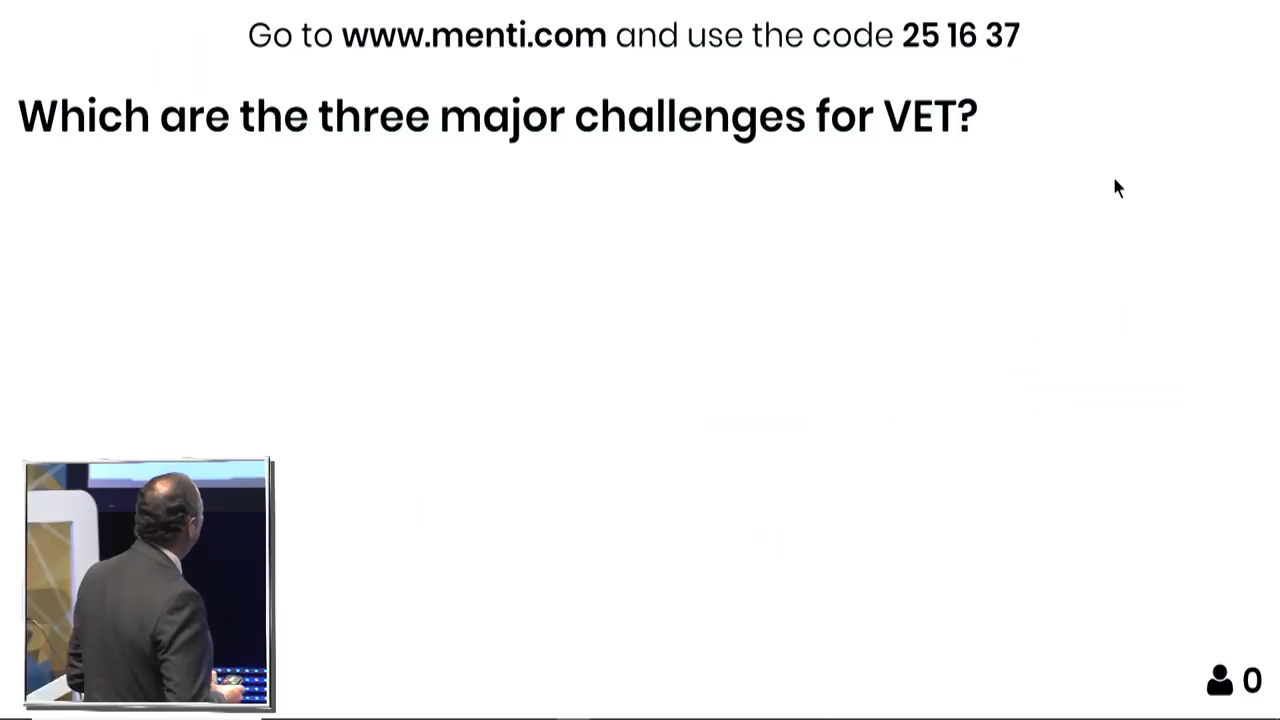 Go to www.menti.com and use the code 25 16 37
Which are the three major challenges for VET?
0